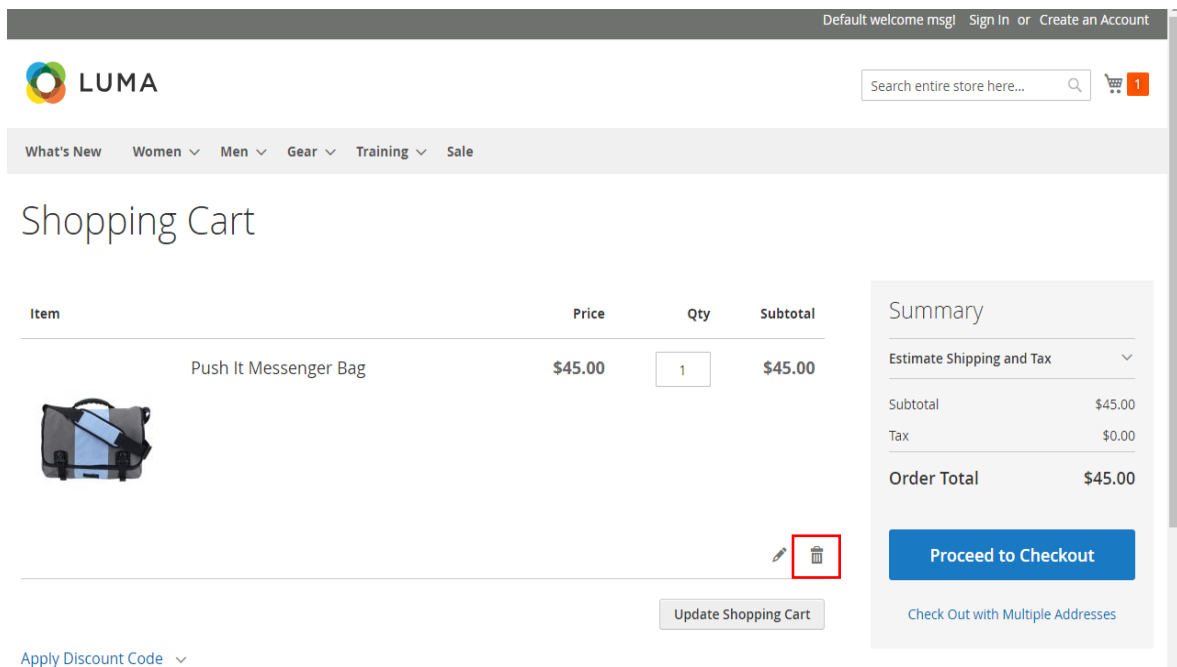 Default welcome msg! Sign In or Create an Account
LUMA
Search entire store here...
1
What's New Women Men Gear Training Sale
Shopping Cart
Item Price Qty Subtotal
Push It Messenger Bag $45.00 1 $45.00
Summary
Estimate Shipping and Tax
Subtotal $45.00
Tax $0.00
Order Total $45.00
Proceed to Checkout
Check Out with Multiple Addresses
Update Shopping Cart
Apply Discount Code